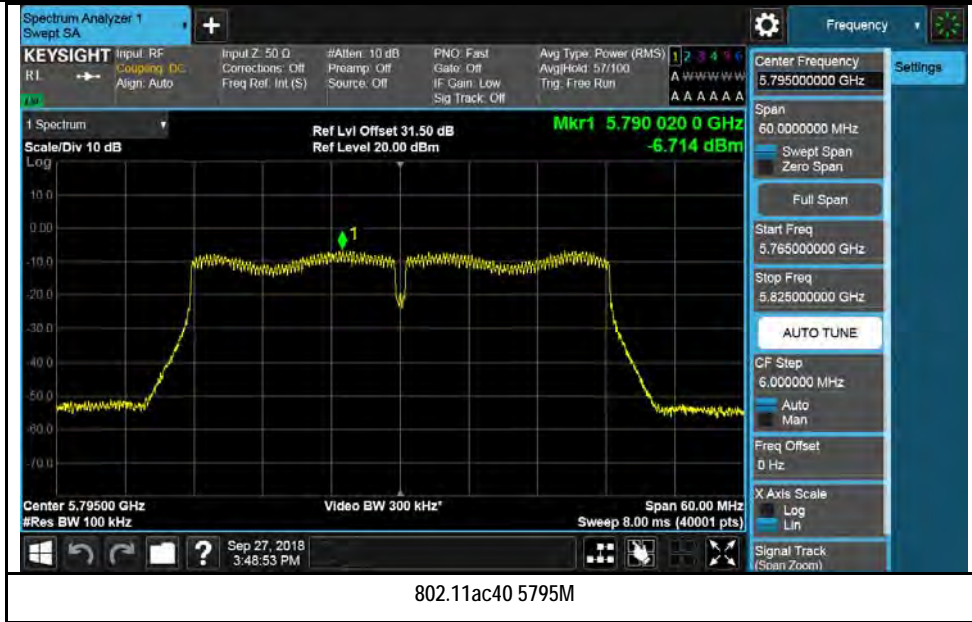 Spectrum Analyzer 1
Swept SA
+
Frequency
KEYSIGHT
RL
Input: RF
Coupling: DC
Align: Auto
Input Z: 50 Ω
Corrections: Off
Freq Ref: Int (S)
#Atten: 10 dB
Preamp: Off
Source: Off
PNO: Fast
Gate: Off
IF Gain: Low
Sig Track: Off
Avg Type: Power (RMS)
Avg|Hold: 57/100
Trig: Free Run
1 2 3 4 5 6
A W W W W W
A A A A A A
1 Spectrum
Scale/Div 10 dB
Ref Lvl Offset 31.50 dB
Ref Level 20.00 dBm
Mkr1 5.790 020 0 GHz
-6.714 dBm
Log
10.0
0.00
-10.0
-20.0
-30.0
-40.0
-50.0
-60.0
-70.0
1
Center 5.79500 GHz
#Res BW 100 kHz
Video BW 300 kHz*
Span 60.00 MHz
Sweep 8.00 ms (40001 pts)
?
Sep 27, 2018
3:48:53 PM
Center Frequency
5.795000000 GHz
Settings
Span
60.0000000 MHz
Swept Span
Zero Span
Full Span
Start Freq
5.765000000 GHz
Stop Freq
5.825000000 GHz
AUTO TUNE
CF Step
6.000000 MHz
Auto
Man
Freq Offset
0 Hz
X Axis Scale
Log
Lin
Signal Track
(Span Zoom)
802.11ac40 5795M